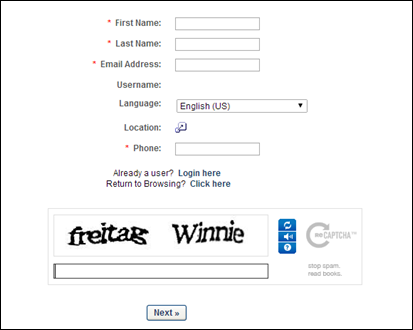 * First Name:
* Last Name:
* Email Address:
Username:
Language: English (US)
Location:
* Phone:
Already a user? Login here
Return to Browsing? Click here
freitag Winnie
reCAPTCHA™
stop spam.
read books.
Next »